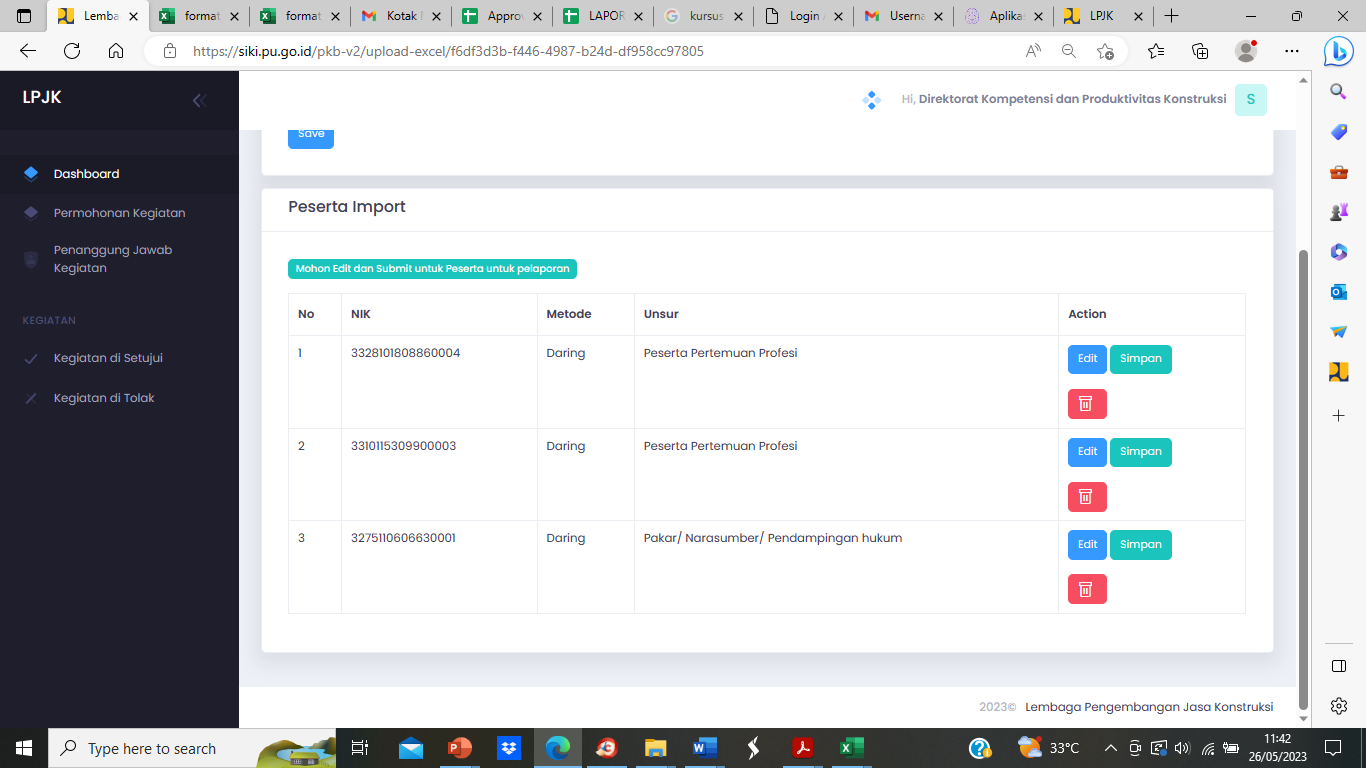 Lemba
format
format
Kotak
Approv
LAPOR
kursus
Login
Userna
Aplikas
LPJK
https://siki.pu.go.id/pkb-v2/upload-excel/f6df3d3b-f446-4987-b24d-df958cc97805
LPJK
Hi, Direktorat Kompetensi dan Produktivitas Konstruksi
S
Save
Dashboard
Permohonan Kegiatan
Penanggung Jawab
Kegiatan
KEGIATAN
Kegiatan di Setujui
Kegiatan di Tolak
Peserta Import
Mohon Edit dan Submit untuk Peserta untuk pelaporan
No NIK Metode Unsur Action
1 3328101808860004 Daring Peserta Pertemuan Profesi Edit Simpan
2 3310115309900003 Daring Peserta Pertemuan Profesi Edit Simpan
3 3275110606630001 Daring Pakar/ Narasumber/ Pendampingan hukum Edit Simpan
2023© Lembaga Pengembangan Jasa Konstruksi
Type here to search
33°C
11:42
26/05/2023